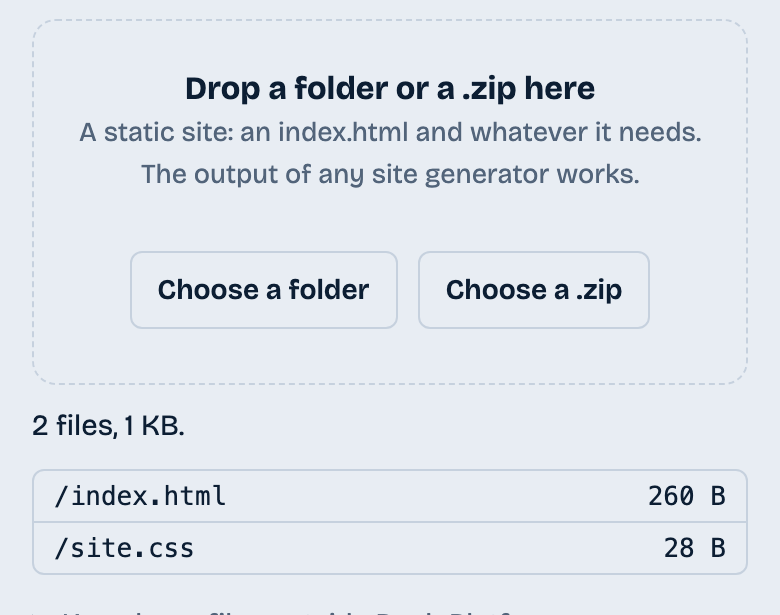 Drop a folder or a .zip here
A static site: an index.html and whatever it needs.
The output of any site generator works.
Choose a folder
Choose a .zip
2 files, 1 KB.
/index.html 260 B
/site.css 28 B